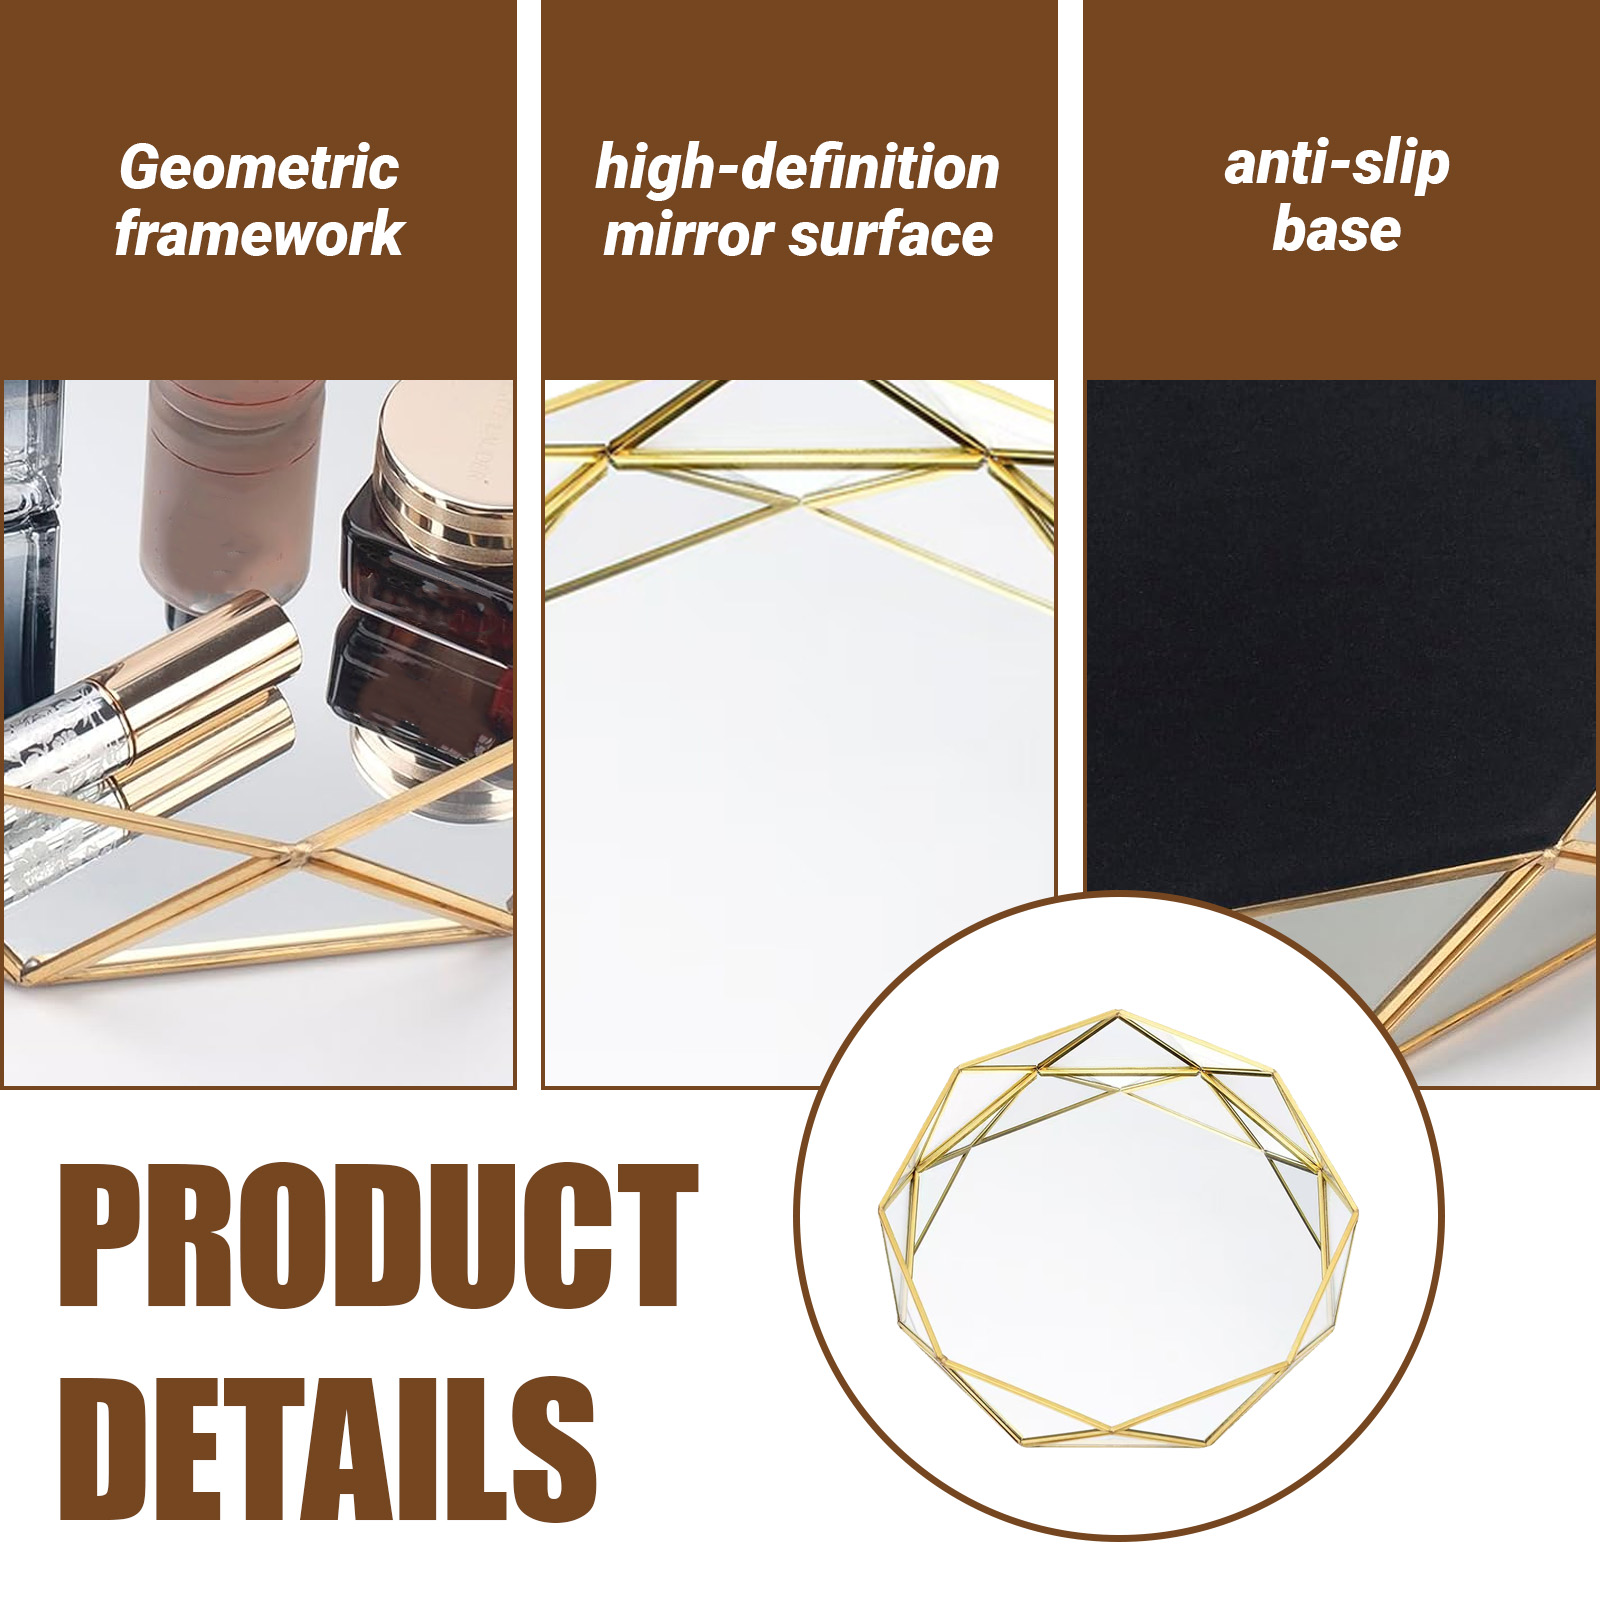 Geometric
framework
high-definition
mirror surface
anti-slip
base
PRODUCT
DETAILS